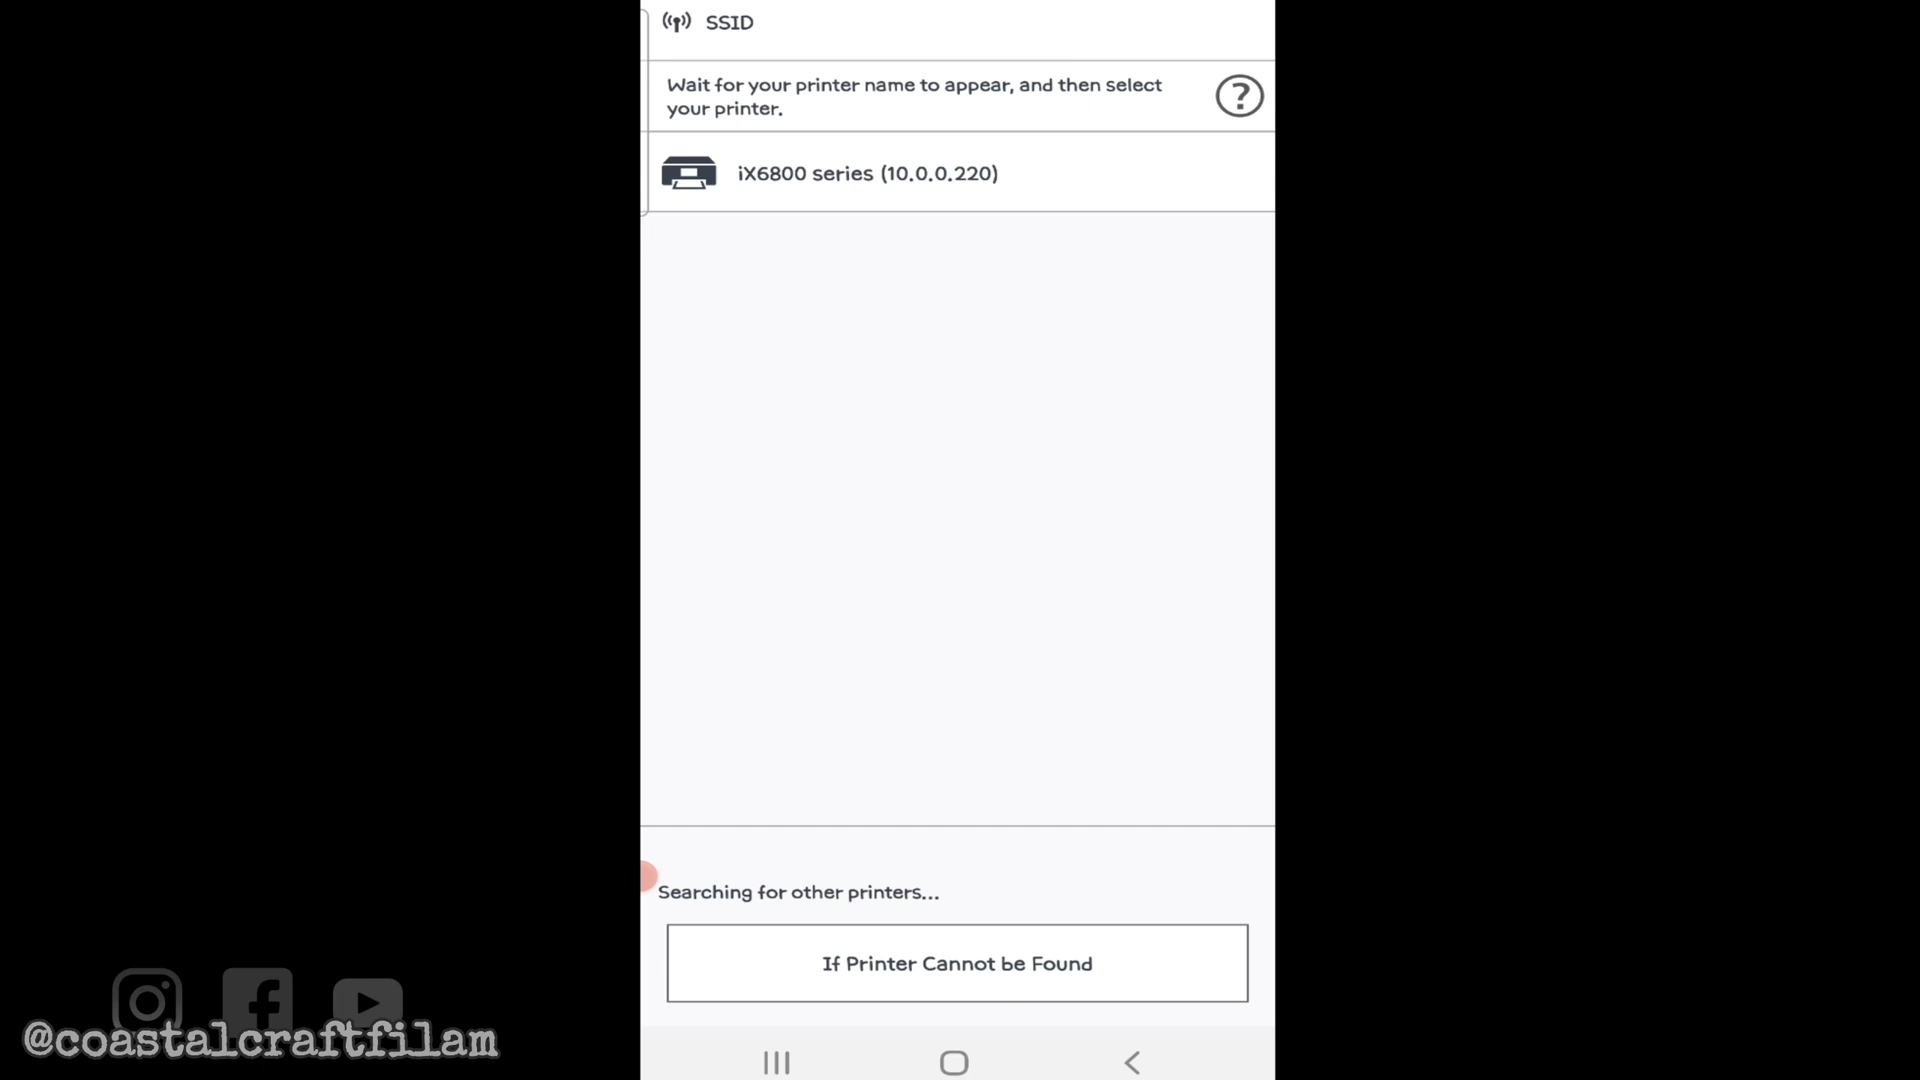 SSID
Wait for your printer name to appear, and then select
your printer.
?
iX6800 series (10.0.0.220)
Searching for other printers...
If Printer Cannot be Found
@coastalcraftfilam